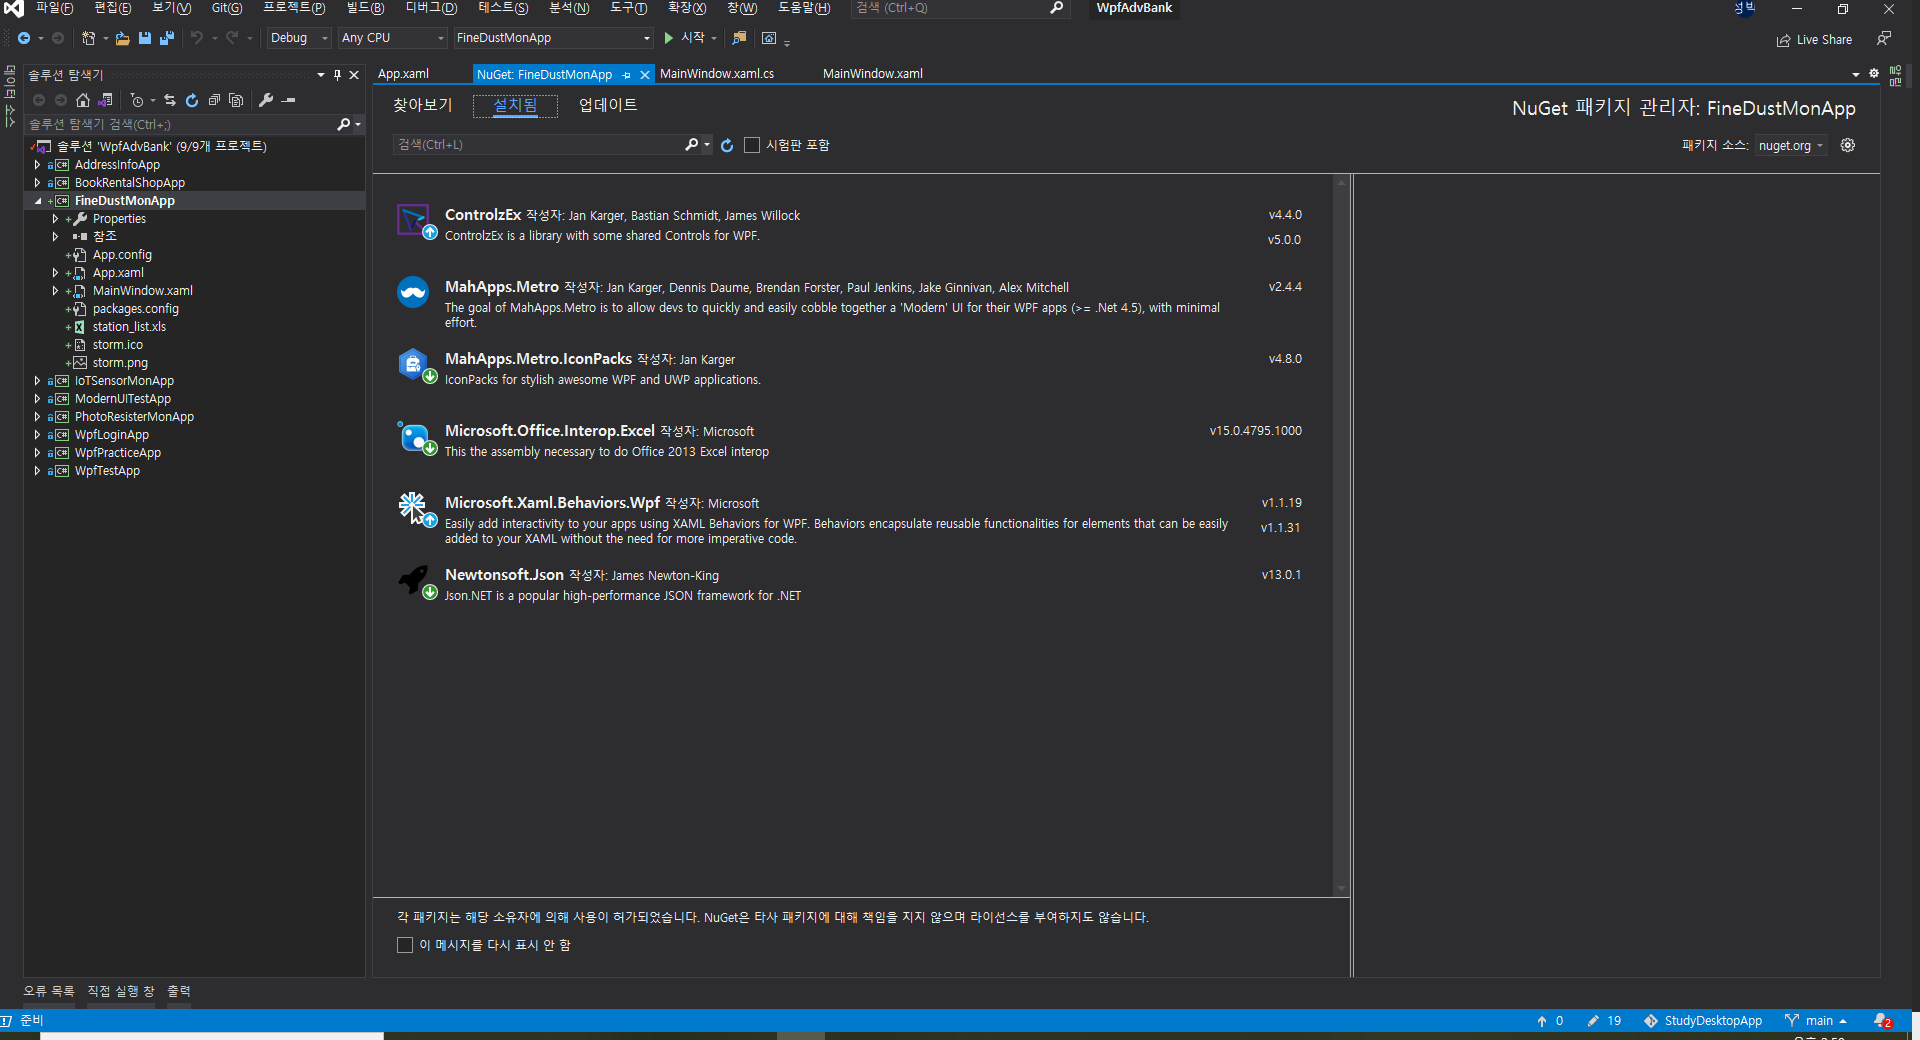 파일(F) 편집(E) 보기(V) Git(G) 프로젝트(P) 빌드(B) 디버그(D) 테스트(S) 분석(N) 도구(T) 확장(X) 창(W) 도움말(H) 검색 (Ctrl+Q) WpfAdvBank
Debug Any CPU FineDustMonApp 시작 Live Share
솔루션 탐색기
솔루션 탐색기 검색(Ctrl+;)
솔루션 'WpfAdvBank' (9/9개 프로젝트)
AddressInfoApp
BookRentalShopApp
FineDustMonApp
Properties
참조
App.config
App.xaml
MainWindow.xaml
packages.config
station_list.xls
storm.ico
storm.png
IoTSensorMonApp
ModernUITestApp
PhotoResisterMonApp
WpfLoginApp
WpfPracticeApp
WpfTestApp
App.xaml NuGet: FineDustMonApp MainWindow.xaml.cs MainWindow.xaml
찾아보기 설치됨 업데이트
NuGet 패키지 관리자: FineDustMonApp
검색(Ctrl+L) 시험판 포함
패키지 소스: nuget.org
ControlzEx 작성자: Jan Karger, Bastian Schmidt, James Willock v4.4.0
ControlzEx is a library with some shared Controls for WPF. v5.0.0
MahApps.Metro 작성자: Jan Karger, Dennis Daume, Brendan Forster, Paul Jenkins, Jake Ginnivan, Alex Mitchell v2.4.4
The goal of MahApps.Metro is to allow devs to quickly and easily cobble together a 'Modern' UI for their WPF apps (>= .Net 4.5), with minimal
effort.
MahApps.Metro.IconPacks 작성자: Jan Karger v4.8.0
IconPacks for stylish awesome WPF and UWP applications.
Microsoft.Office.Interop.Excel 작성자: Microsoft v15.0.4795.1000
This the assembly necessary to do Office 2013 Excel interop
Microsoft.Xaml.Behaviors.Wpf 작성자: Microsoft v1.1.19
Easily add interactivity to your apps using XAML Behaviors for WPF. Behaviors encapsulate reusable functionalities for elements that can be easily v1.1.31
added to your XAML without the need for more imperative code.
Newtonsoft.Json 작성자: James Newton-King v13.0.1
Json.NET is a popular high-performance JSON framework for .NET
각 패키지는 해당 소유자에 의해 사용이 허가되었습니다. NuGet은 타사 패키지에 대해 책임을 지지 않으며 라이선스를 부여하지도 않습니다.
이 메시지를 다시 표시 안 함
오류 목록 직접 실행 창 출력
준비 0 19 StudyDesktopApp main 2